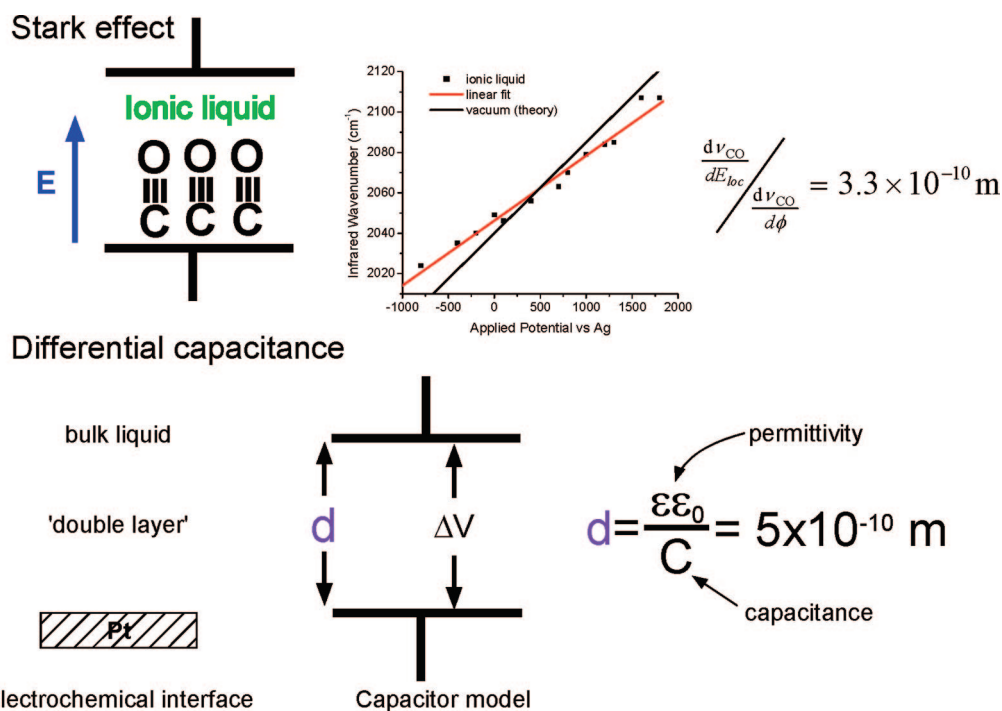 Stark effect
Ionic liquid
E
O O O
C C C
2120
2100
2080
2060
2040
2020
Infrared Wavenumber (cm⁻¹)
ionic liquid
linear fit
vacuum (theory)
-1000 -500 0 500 1000 1500 2000
Applied Potential vs Ag
dν_CO/dE_loc / dν_CO/dϕ = 3.3 × 10⁻¹⁰ m
Differential capacitance
bulk liquid
'double layer'
Pt
lectrochemical interface
d
ΔV
Capacitor model
permittivity
d= εε₀/C = 5x10⁻¹⁰ m
capacitance